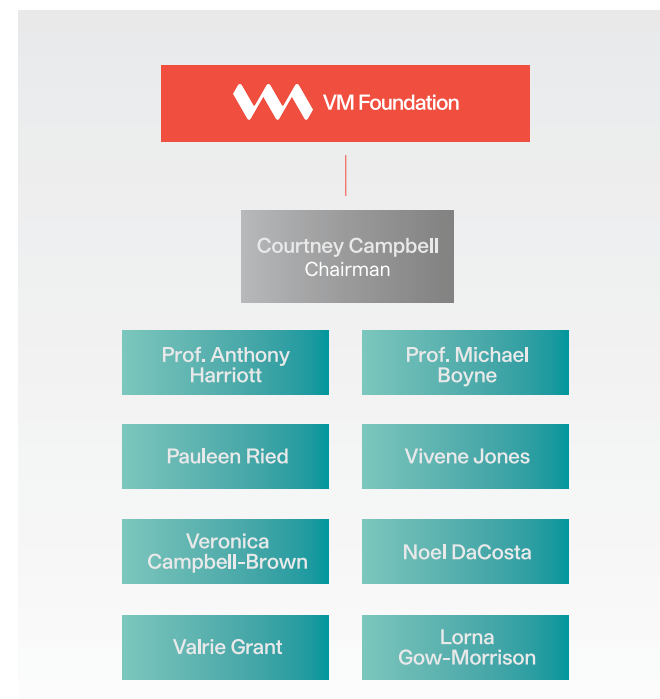 VM Foundation
Courtney Campbell
Chairman
Prof. Anthony
Harriott
Prof. Michael
Boyne
Pauleen Ried
Vivene Jones
Veronica
Campbell-Brown
Noel DaCosta
Valrie Grant
Lorna
Gow-Morrison